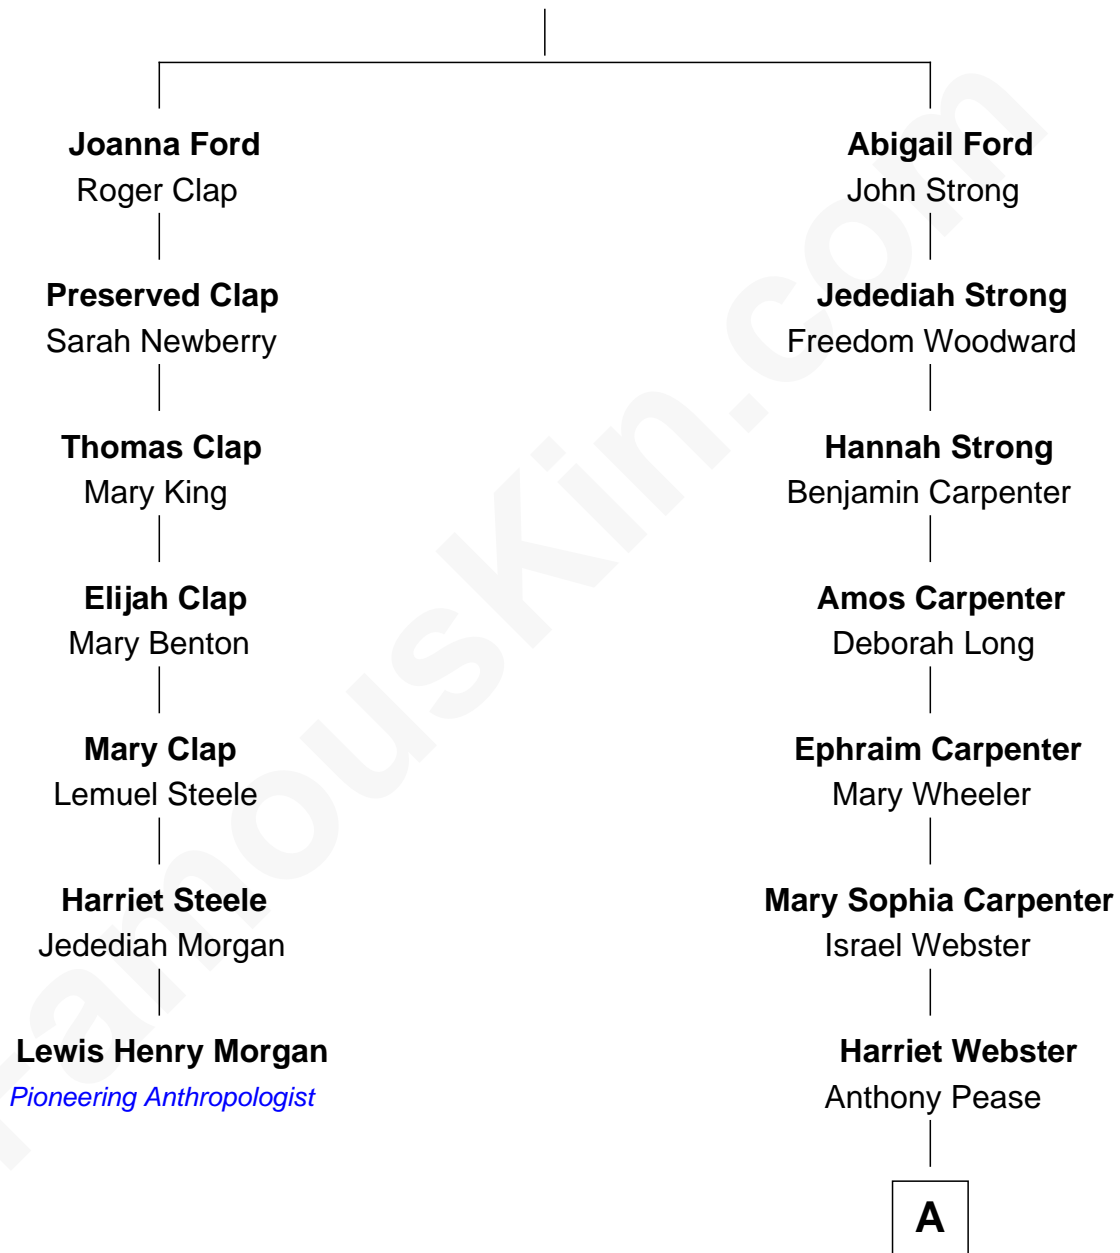 Joanna Ford
Roger Clap
Preserved Clap
Sarah Newberry
Thomas Clap
Mary King
Elijah Clap
Mary Benton
Mary Clap
Lemuel Steele
Harriet Steele
Jedediah Morgan
Lewis Henry Morgan
Pioneering Anthropologist
Abigail Ford
John Strong
Jedediah Strong
Freedom Woodward
Hannah Strong
Benjamin Carpenter
Amos Carpenter
Deborah Long
Ephraim Carpenter
Mary Wheeler
Mary Sophia Carpenter
Israel Webster
Harriet Webster
Anthony Pease
A
FamousKin.com